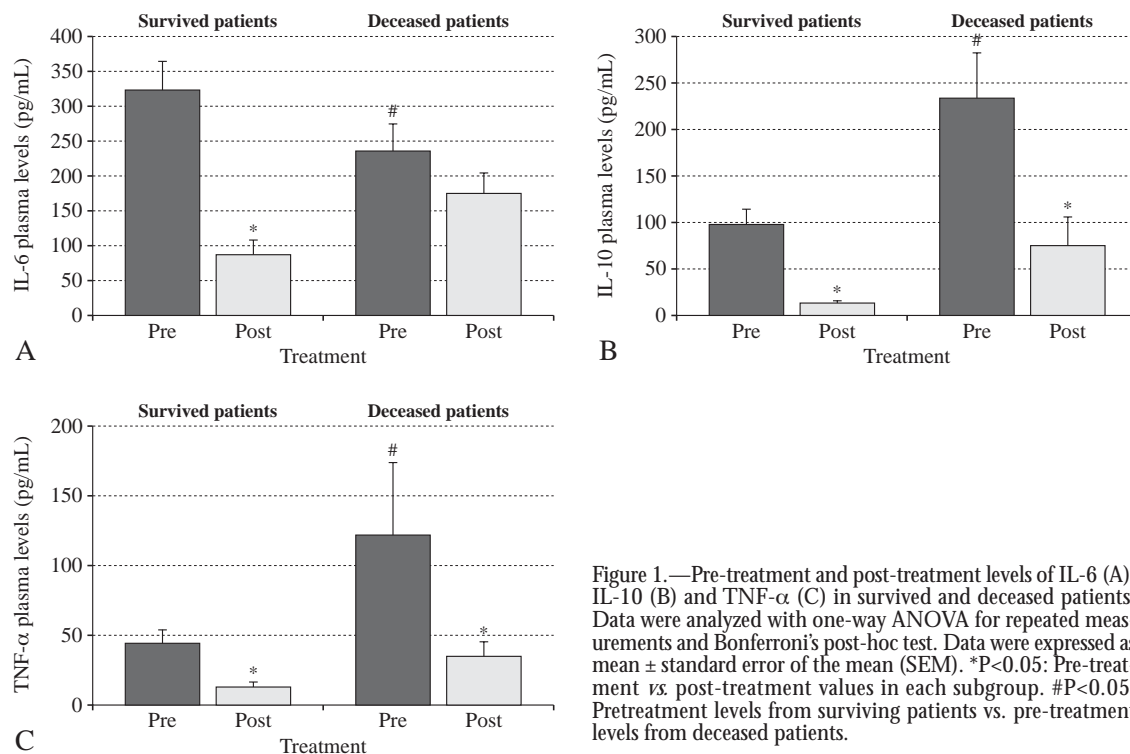 Survived patients Deceased patients
400
350
300
250
200
150
100
50
0
IL-6 plasma levels (pg/mL)
#
*
Pre Post Pre Post
Treatment
A
Survived patients Deceased patients
300
250
200
150
100
50
0
IL-10 plasma levels (pg/mL)
#
*
*
Pre Post Pre Post
Treatment
B
Survived patients Deceased patients
200
150
100
50
0
TNF-α plasma levels (pg/mL)
#
*
*
Pre Post Pre Post
Treatment
C
Figure 1.—Pre-treatment and post-treatment levels of IL-6 (A)
IL-10 (B) and TNF-α (C) in survived and deceased patients
Data were analyzed with one-way ANOVA for repeated meas-
urements and Bonferroni's post-hoc test. Data were expressed as
mean ± standard error of the mean (SEM). *P<0.05: Pre-treat-
ment vs. post-treatment values in each subgroup. #P<0.05
Pretreatment levels from surviving patients vs. pre-treatment
levels from deceased patients.